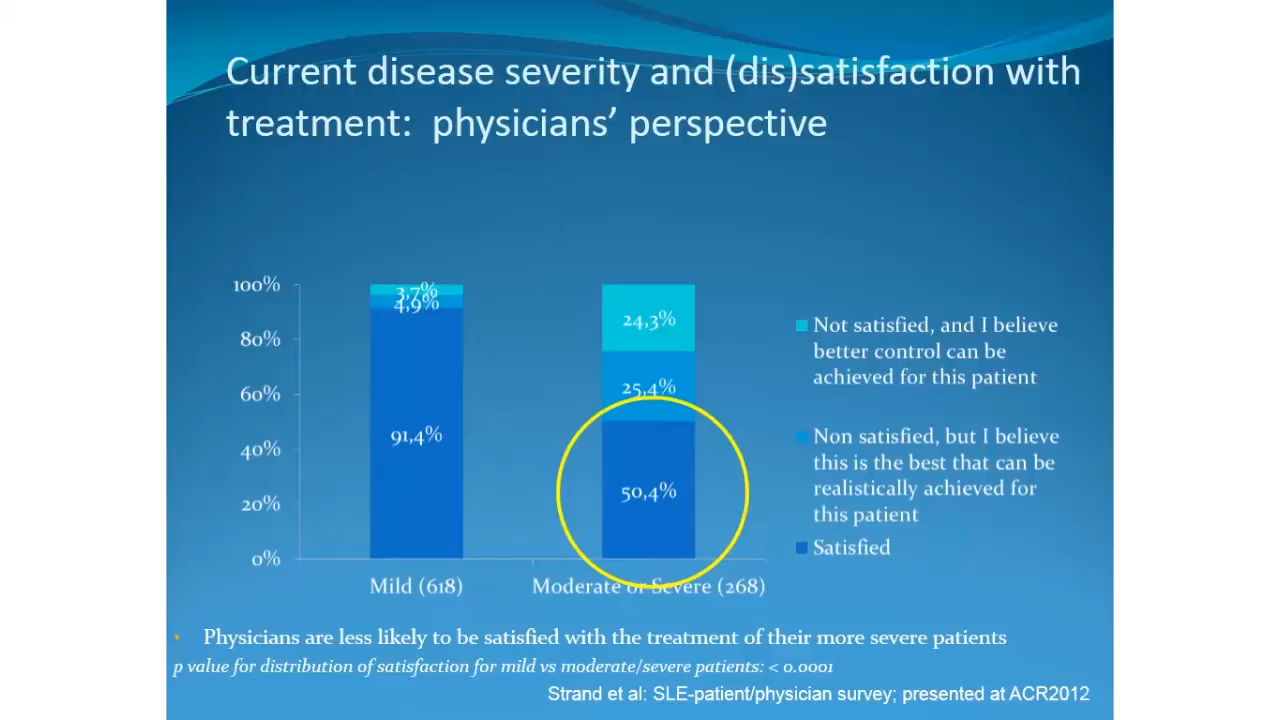 Current disease severity and (dis)satisfaction with
treatment: physicians’ perspective
100%
80%
60%
40%
20%
0%
3,7%
4,9%
91,4%
24,3%
25,4%
50,4%
Mild (618)
Moderate or Severe (268)
Not satisfied, and I believe
better control can be
achieved for this patient
Non satisfied, but I believe
this is the best that can be
realistically achieved for
this patient
Satisfied
• Physicians are less likely to be satisfied with the treatment of their more severe patients
p value for distribution of satisfaction for mild vs moderate/severe patients: < 0.0001
Strand et al: SLE-patient/physician survey; presented at ACR2012